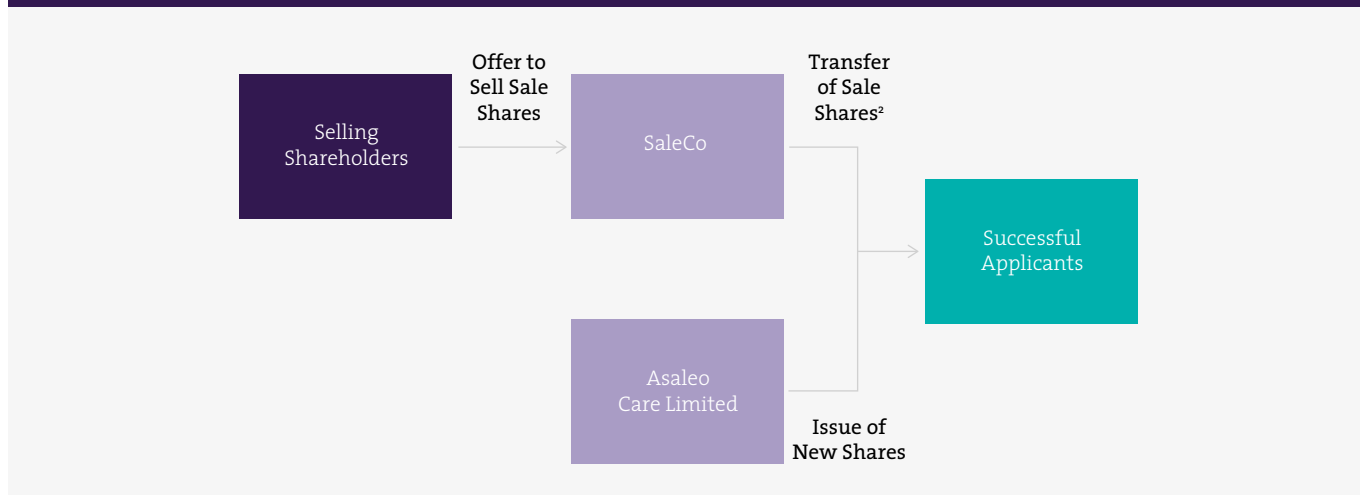 Offer to
Sell Sale
Shares
Transfer
of Sale
Shares²
Selling
Shareholders
SaleCo
Successful
Applicants
Asaleo
Care Limited
Issue of
New Shares